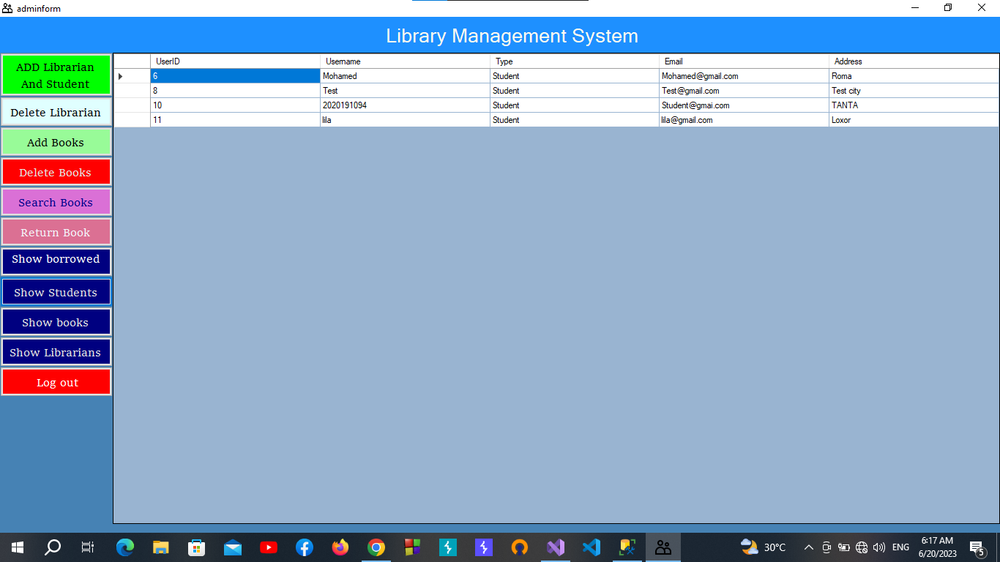 adminform
Library Management System
ADD Librarian
And Student
Delete Librarian
Add Books
Delete Books
Search Books
Return Book
Show borrowed
Show Students
Show books
Show Librarians
Log out
UserID Username Type Email Address
6 Mohamed Student Mohamed@gmail.com Roma
8 Test Student Test@gmail.com Test city
10 2020191094 Student Student@gmai.com TANTA
11 lila Student lila@gmail.com Loxor
30°C ENG 6:17 AM
6/20/2023 5